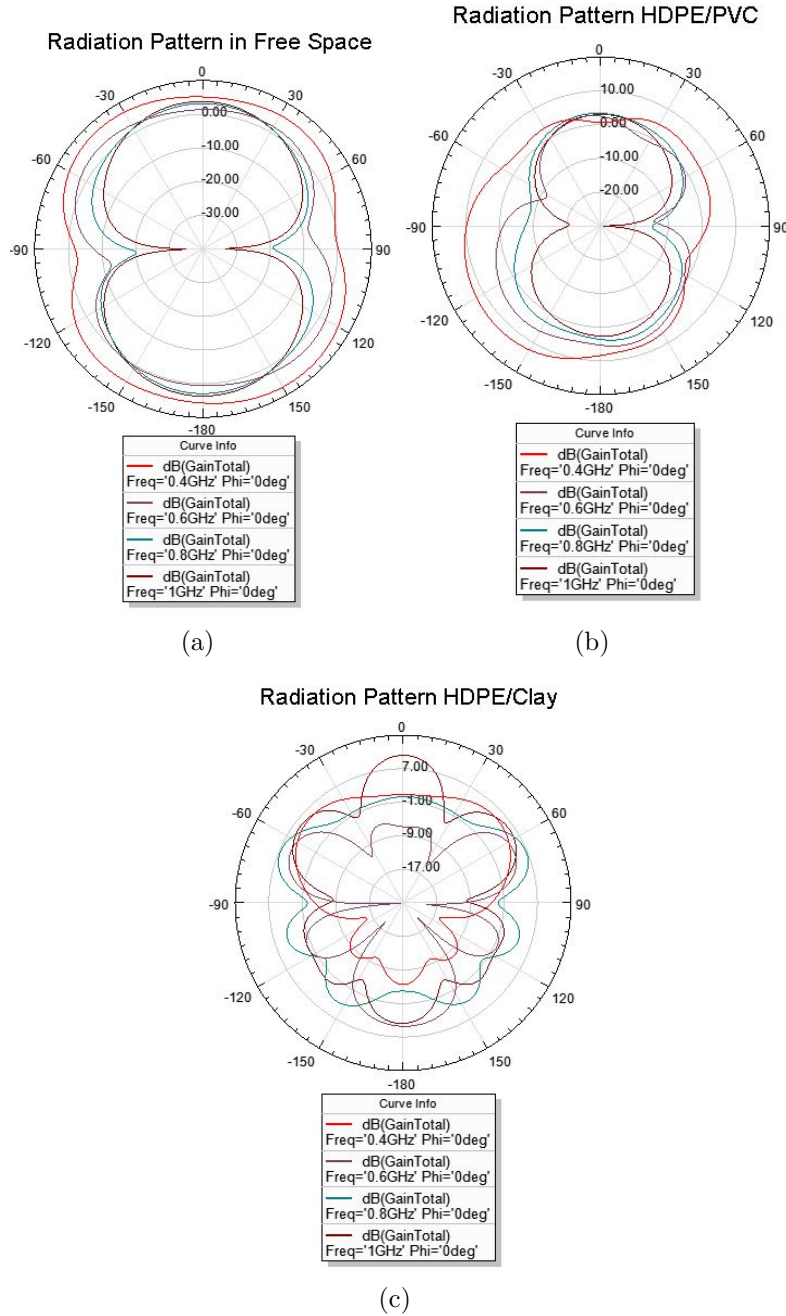 Radiation Pattern in Free Space
0
-30
30
0.00
-60
60
-10.00
-20.00
-30.00
-90
90
-120
120
-150
150
-180
Curve Info
dB(GainTotal)
Freq='0.4GHz' Phi='0deg'
dB(GainTotal)
Freq='0.6GHz' Phi='0deg'
dB(GainTotal)
Freq='0.8GHz' Phi='0deg'
dB(GainTotal)
Freq='1GHz' Phi='0deg'
(a)
Radiation Pattern HDPE/PVC
0
-30
30
10.00
0.00
-60
60
-10.00
-20.00
-90
90
-120
120
-150
150
-180
Curve Info
dB(GainTotal)
Freq='0.4GHz' Phi='0deg'
dB(GainTotal)
Freq='0.6GHz' Phi='0deg'
dB(GainTotal)
Freq='0.8GHz' Phi='0deg'
dB(GainTotal)
Freq='1GHz' Phi='0deg'
(b)
Radiation Pattern HDPE/Clay
0
-30
30
7.00
-1.00
-60
60
-9.00
-17.00
-90
90
-120
120
-150
150
-180
Curve Info
dB(GainTotal)
Freq='0.4GHz' Phi='0deg'
dB(GainTotal)
Freq='0.6GHz' Phi='0deg'
dB(GainTotal)
Freq='0.8GHz' Phi='0deg'
dB(GainTotal)
Freq='1GHz' Phi='0deg'
(c)